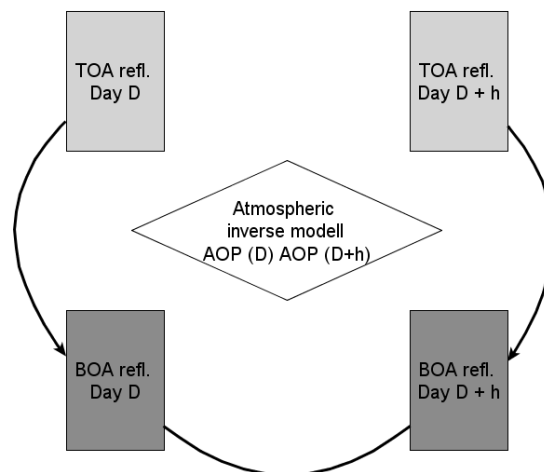 TOA refl.
Day D
TOA refl.
Day D + h
Atmospheric
inverse modell
AOP (D) AOP (D+h)
BOA refl.
Day D
BOA refl.
Day D + h